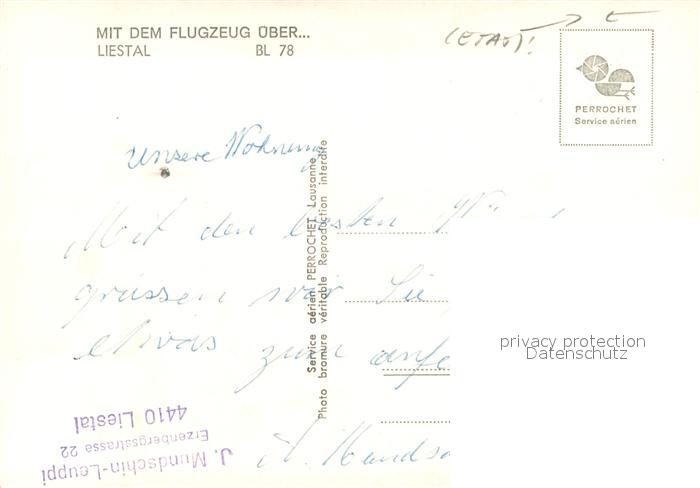 MIT DEM FLUGZEUG ÜBER...
LIESTAL BL 78
(ETAS)!
PERROCHET
Service aérien
Unsere Wohnung
Mit den besten
grüssen wir Sie
etwas zum
Service aérien PERROCHET Lausanne
Photo bromure véritable Reproduction interdite
privacy protection
Datenschutz
J. Mundschin-Leuppi
Erzenbergstrasse 22
4410 Liestal